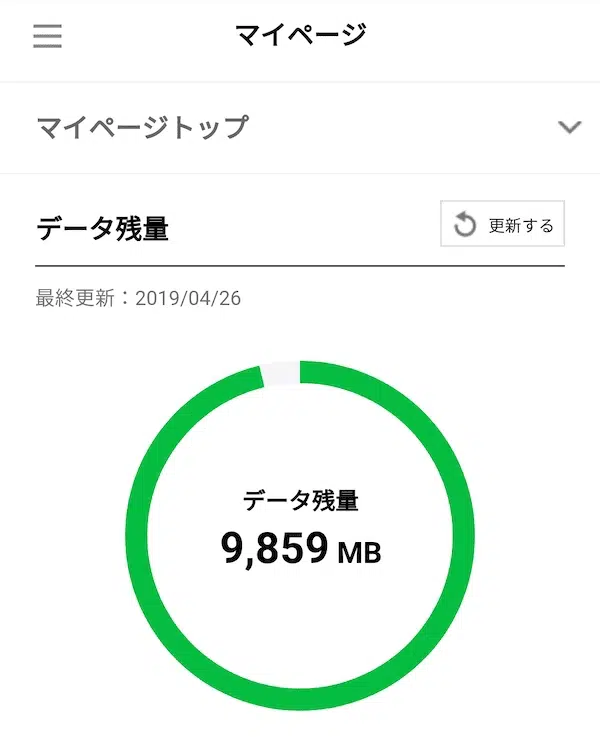 マイページ
マイページトップ
データ残量
更新する
最終更新：2019/04/26
データ残量
9,859 MB